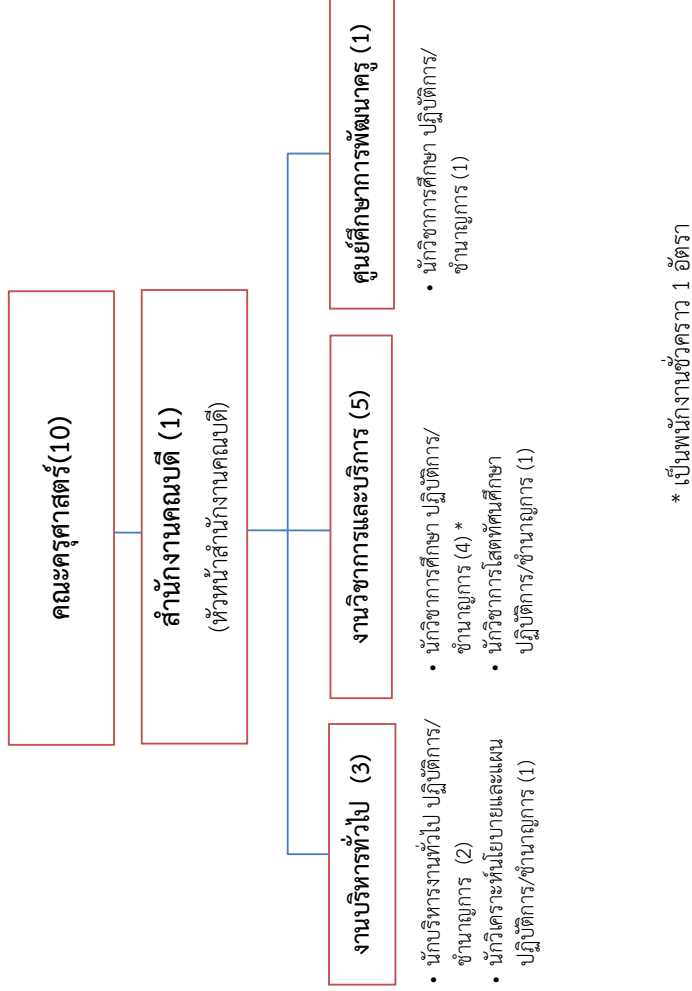 คณะครุศาสตร์(10)
สำนักงานคณบดี (1)
(หัวหน้าสำนักงานคณบดี)
งานบริหารทั่วไป (3)
• นักบริหารงานทั่วไป ปฏิบัติการ/
ชำนาญการ (2)
• นักวิเคราะห์นโยบายและแผน
ปฏิบัติการ/ชำนาญการ (1)
งานวิชาการและบริการ (5)
• นักวิชาการศึกษา ปฏิบัติการ/
ชำนาญการ (4) *
• นักวิชาการโสตทัศนศึกษา
ปฏิบัติการ/ชำนาญการ (1)
ศูนย์ศึกษาการพัฒนาครู (1)
• นักวิชาการศึกษา ปฏิบัติการ/
ชำนาญการ (1)
* เป็นพนักงานชั่วคราว 1 อัตรา